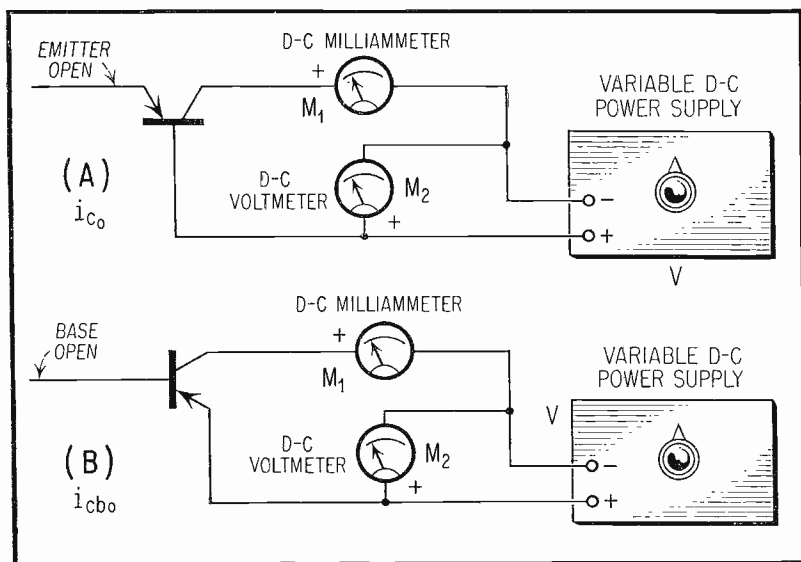 D-C MILLIAMMETER
EMITTER
OPEN
+
M1
VARIABLE D-C
POWER SUPPLY
(A)
ico
D-C
VOLTMETER
M2
+
-
+
V
D-C MILLIAMMETER
BASE
OPEN
+
M1
VARIABLE D-C
POWER SUPPLY
V
(B)
icbo
D-C
VOLTMETER
M2
+
-
+